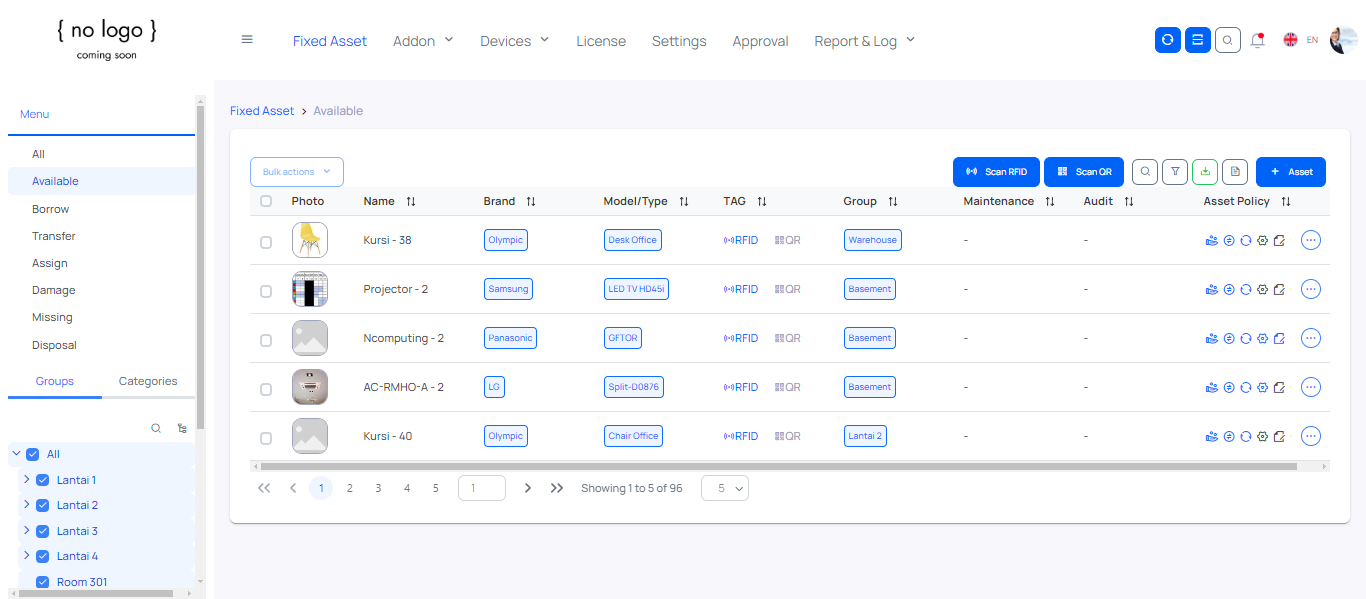 { no logo }
coming soon
Fixed Asset Addon Devices License Settings Approval Report & Log
EN
Menu
All
Available
Borrow
Transfer
Assign
Damage
Missing
Disposal
Groups Categories
All
Lantai 1
Lantai 2
Lantai 3
Lantai 4
Room 301
Fixed Asset > Available
Bulk actions
Scan RFID Scan QR + Asset
Photo Name Brand Model/Type TAG Group Maintenance Audit Asset Policy
Kursi - 38 Olympic Desk Office RFID QR Warehouse - -
Projector - 2 Samsung LED TV HD45i RFID QR Basement - -
Ncomputing - 2 Panasonic GFTOR RFID QR Basement - -
AC-RMHO-A - 2 LG Split-D0876 RFID QR Basement - -
Kursi - 40 Olympic Chair Office RFID QR Lantai 2 - -
1 2 3 4 5 1 Showing 1 to 5 of 96 5